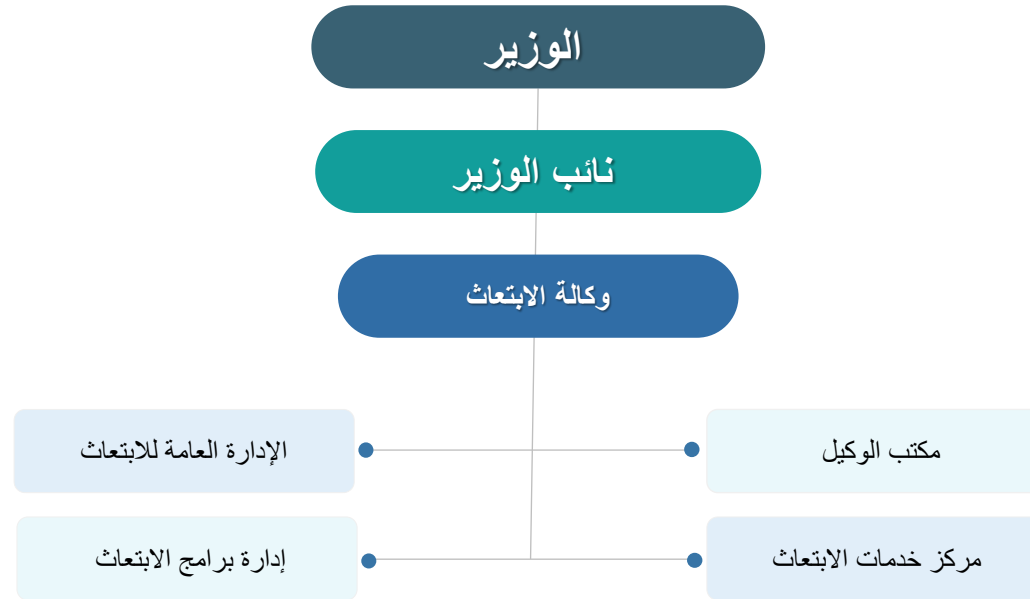 الوزير
نائب الوزير
وكالة الابتعاث
مكتب الوكيل
الإدارة العامة للابتعاث
مركز خدمات الابتعاث
إدارة برامج الابتعاث